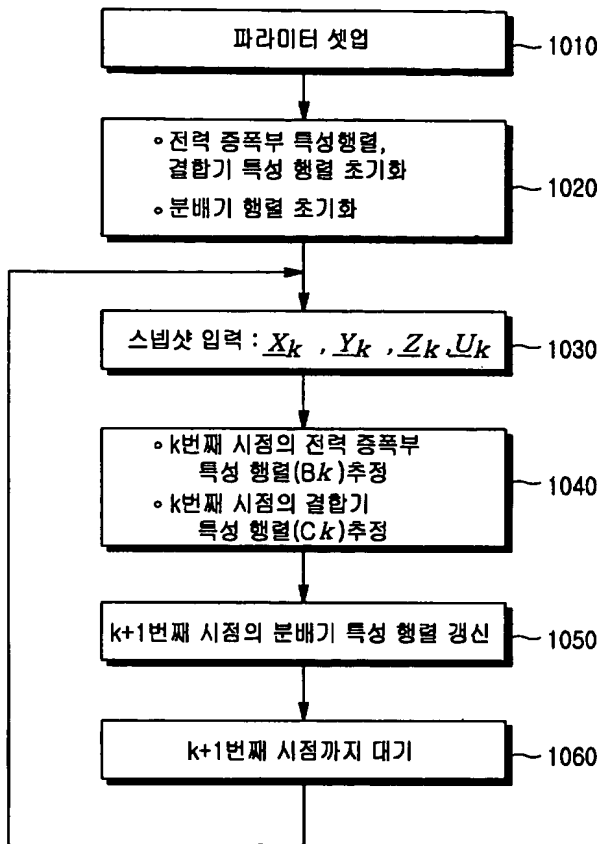 파라미터 셋업
1010
∘ 전력 증폭부 특성행렬,
결합기 특성 행렬 초기화
∘ 분배기 행렬 초기화
1020
스넵샷 입력 : X_k , Y_k , Z_k , U_k
1030
∘ k번째 시점의 전력 증폭부
특성 행렬(Bk)추정
∘ k번째 시점의 결합기
특성 행렬(Ck)추정
1040
k+1번째 시점의 분배기 특성 행렬 갱신
1050
k+1번째 시점까지 대기
1060